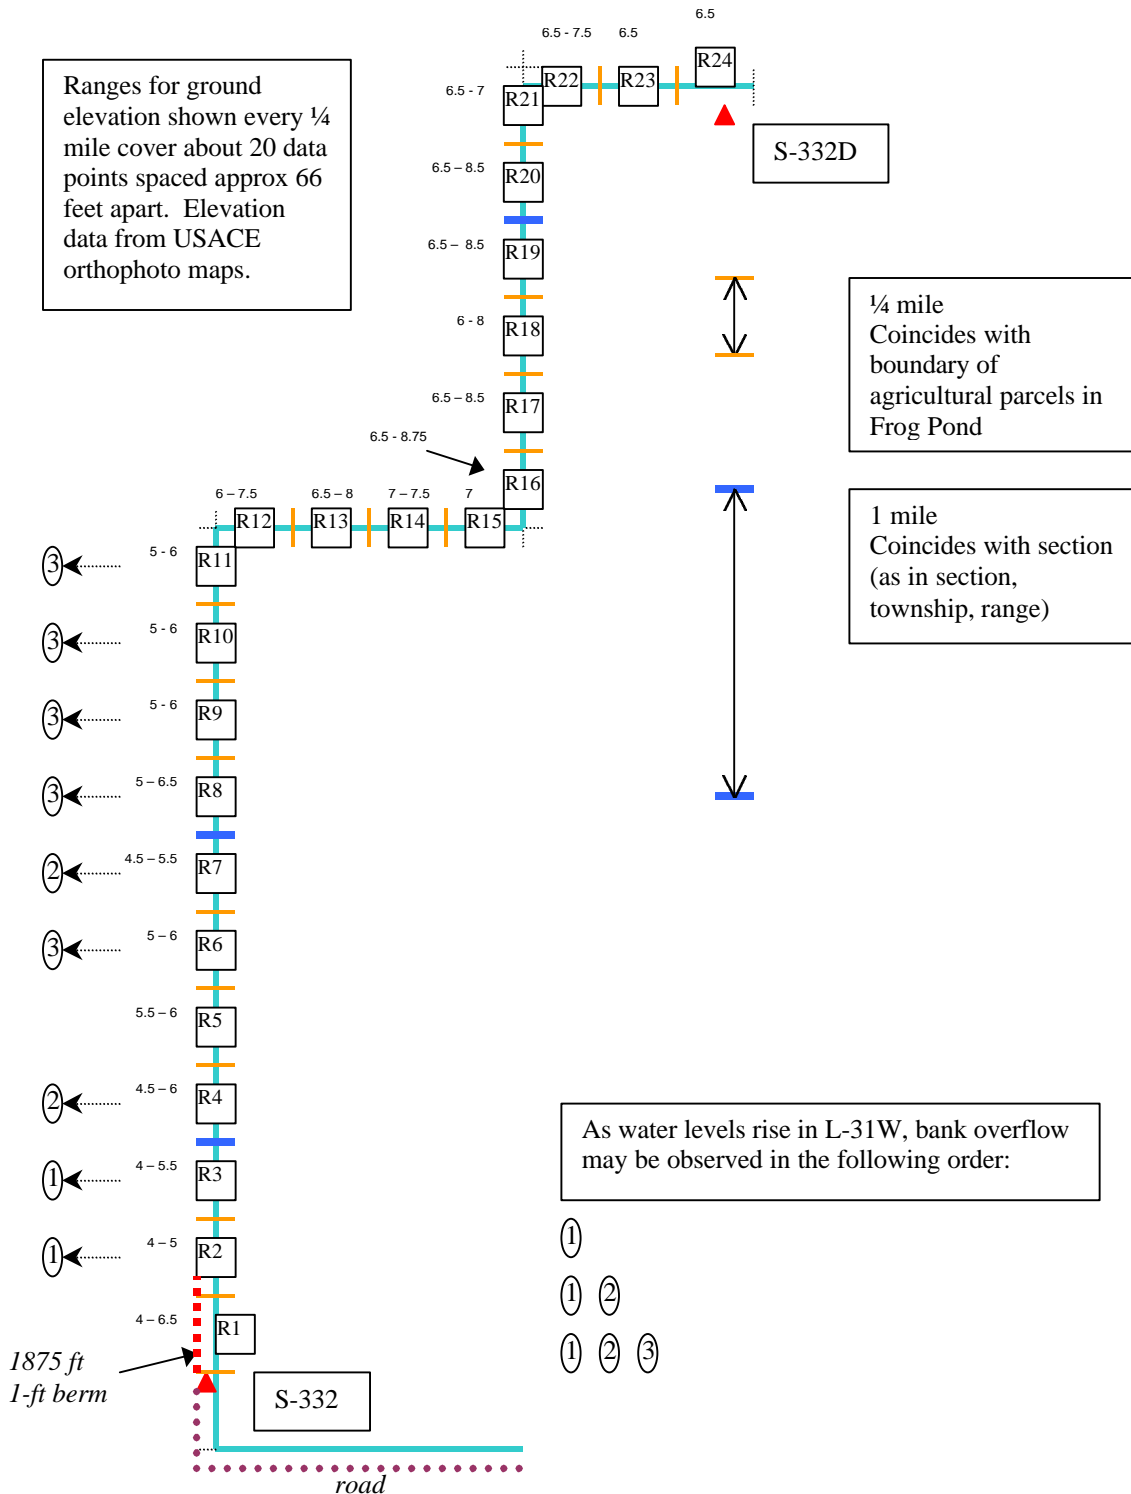 6.5
6.5 - 7.5
6.5
R24
R22
R23
Ranges for ground
elevation shown every ¼
mile cover about 20 data
points spaced approx 66
feet apart.  Elevation
data from USACE
orthophoto maps.
6.5 - 7
R21
S-332D
6.5 – 8.5
R20
6.5 –  8.5
R19
¼ mile
Coincides with
boundary of
agricultural parcels in
Frog Pond
6 - 8
R18
6.5 – 8.5
R17
6.5 - 8.75
R16
1 mile
Coincides with section
(as in section,
township, range)
6 – 7.5
6.5 – 8
7 – 7.5
7
R12
R13
R14
R15
3
5 - 6
R11
3
5 - 6
R10
3
5 - 6
R9
3
5 – 6.5
R8
2
4.5 – 5.5
R7
3
5 – 6
R6
5.5 – 6
R5
2
4.5 – 6
R4
1
4 – 5.5
R3
1
4 – 5
R2
4 – 6.5
R1
1875 ft
1-ft berm
S-332
road
As water levels rise in L-31W, bank overflow
may be observed in the following order:
1
1 2
1 2 3